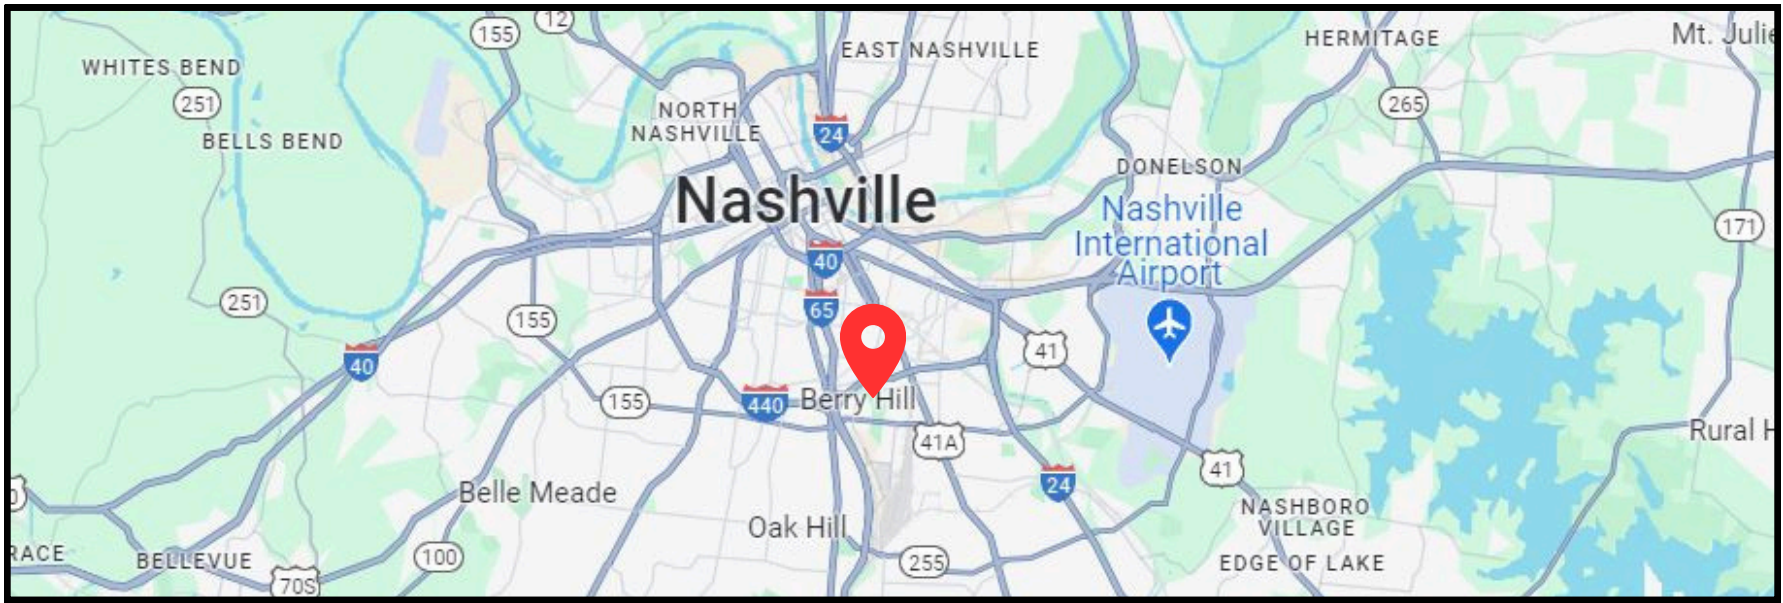 12
155
EAST NASHVILLE
HERMITAGE
Mt. Julie
WHITES BEND
251
265
NORTH
NASHVILLE
24
BELLS BEND
DONELSON
Nashville
Nashville
International
Airport
171
40
251
65
155
41
40
155
440
Berry Hill
41A
Rural H
41
24
Belle Meade
NASHBORO
VILLAGE
Oak Hill
RACE
BELLEVUE
100
255
EDGE OF LAKE
70S